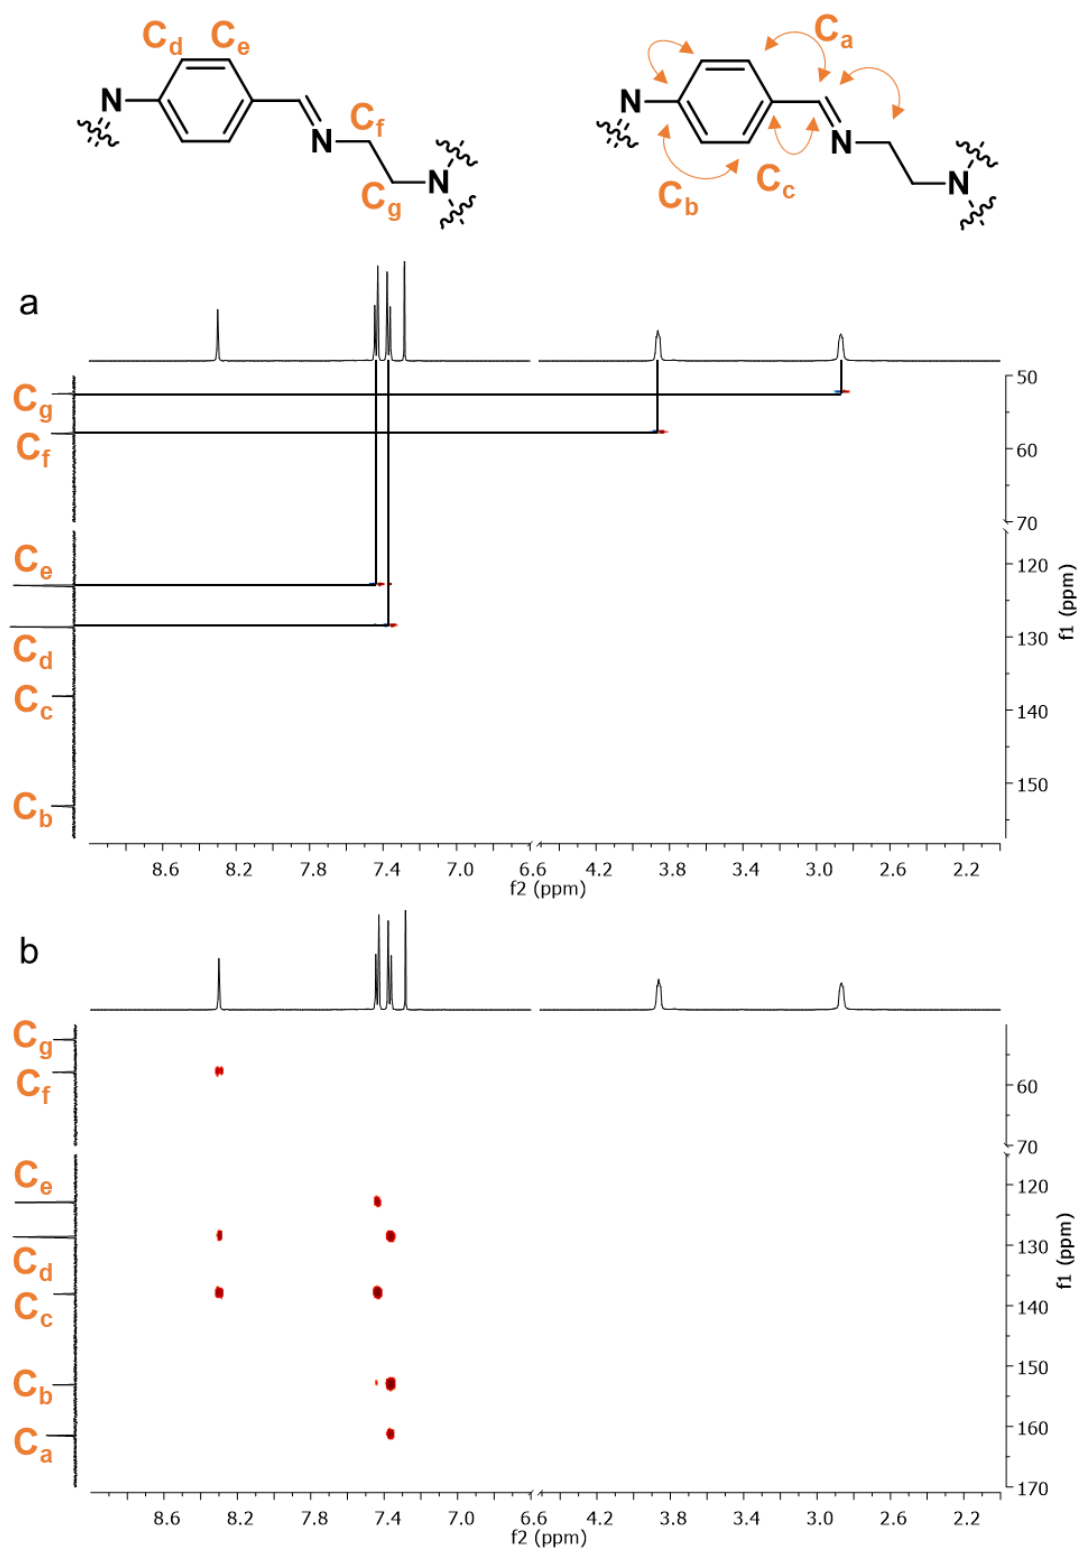 Cd Ce
N
Cf
N
Cg
N
Ca
N
N
Cb
Cc
N
a
Cg
Cf
Ce
Cd
Cc
Cb
50
60
70
120
130
140
150
f1 (ppm)
8.6 8.2 7.8 7.4 7.0 6.6 4.2 3.8 3.4 3.0 2.6 2.2
f2 (ppm)
b
Cg
Cf
Ce
Cd
Cc
Cb
Ca
60
70
120
130
140
150
160
170
f1 (ppm)
8.6 8.2 7.8 7.4 7.0 6.6 4.2 3.8 3.4 3.0 2.6 2.2
f2 (ppm)